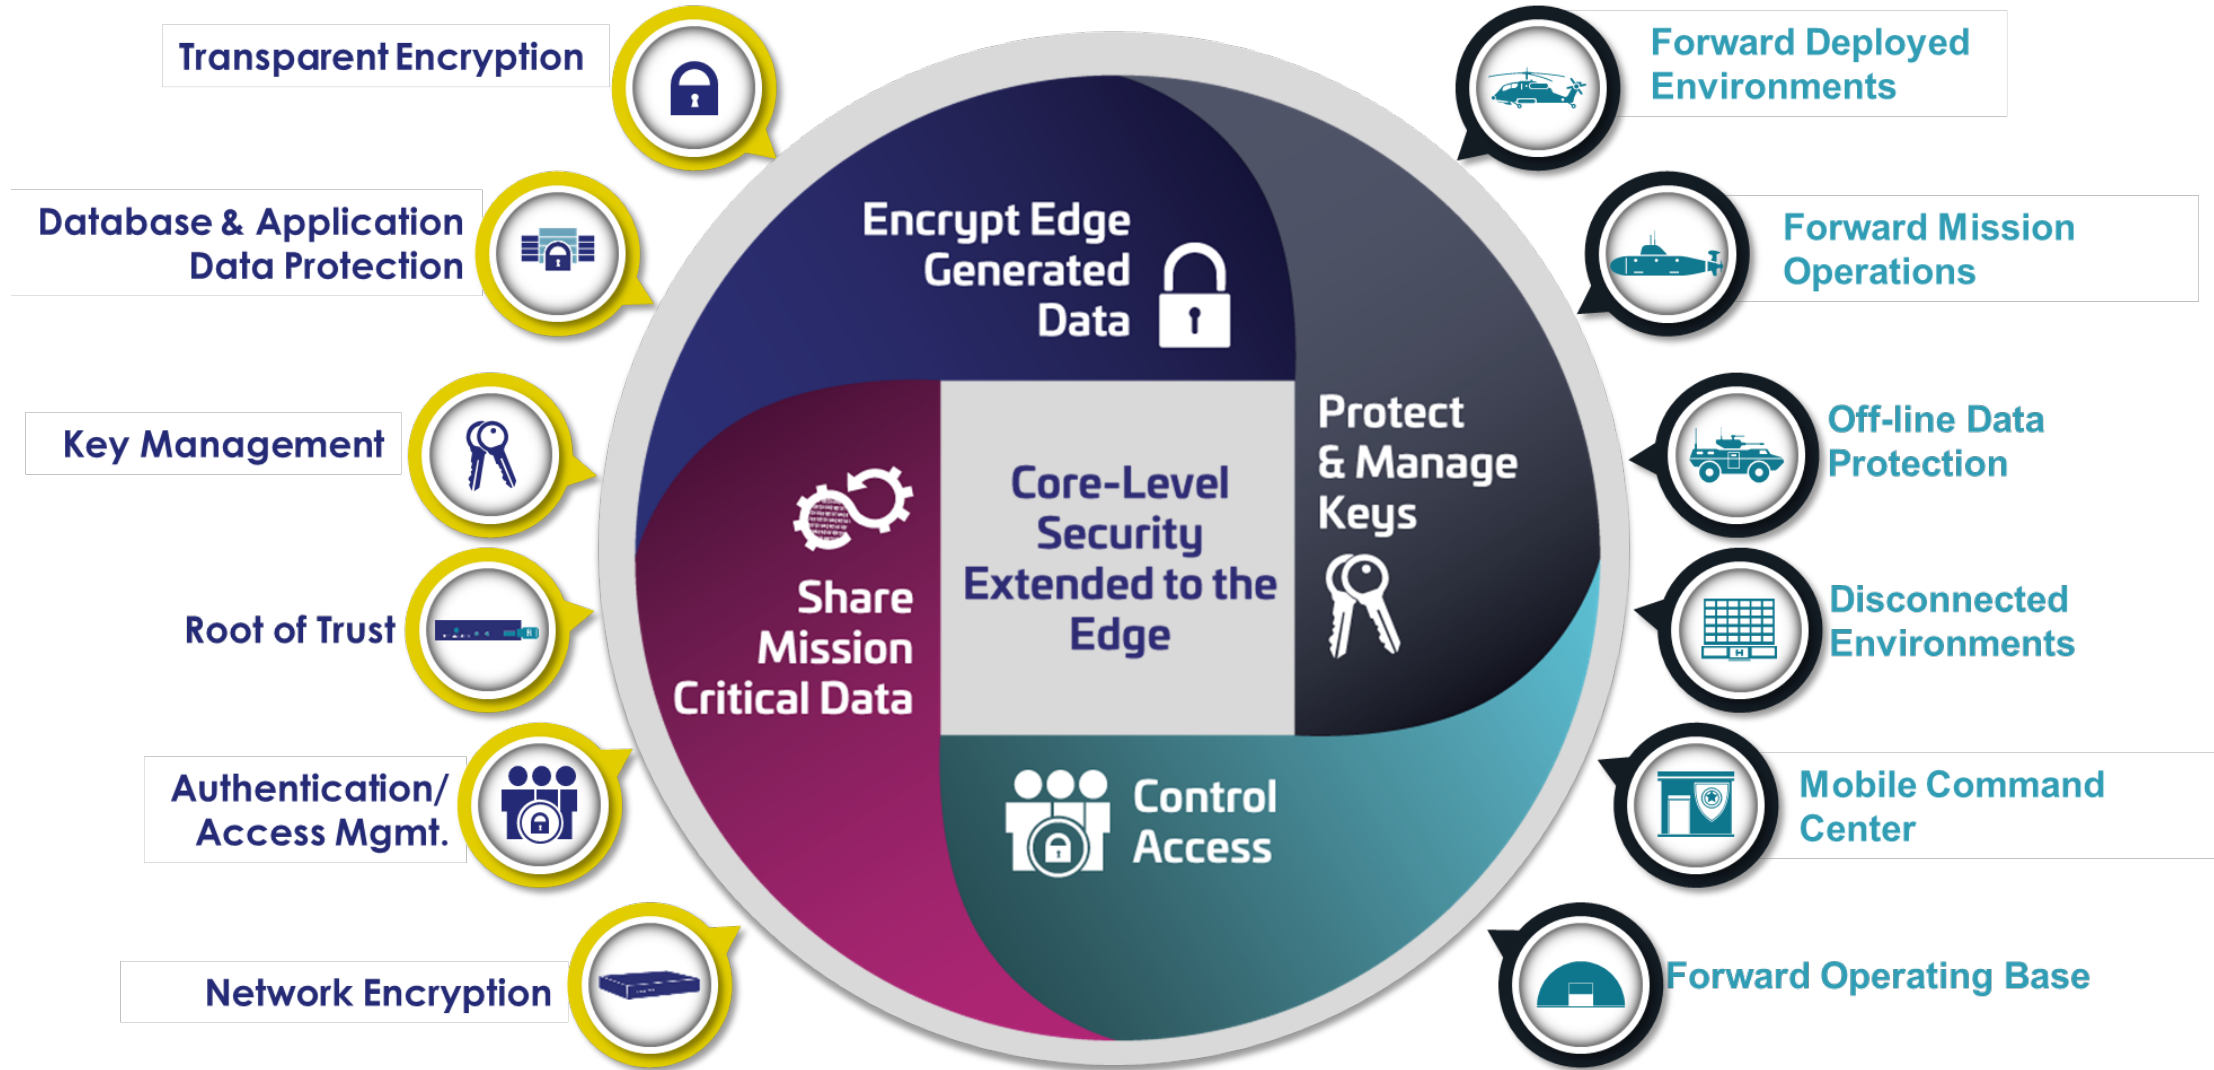 Transparent Encryption
Database & Application
Data Protection
Key Management
Root of Trust
Authentication/
Access Mgmt.
Network Encryption
Encrypt Edge
Generated
Data
Protect
& Manage
Keys
Core-Level
Security
Extended to the
Edge
Share
Mission
Critical Data
Control
Access
Forward Deployed
Environments
Forward Mission
Operations
Off-line Data
Protection
Disconnected
Environments
H
Mobile Command
Center
Forward Operating Base